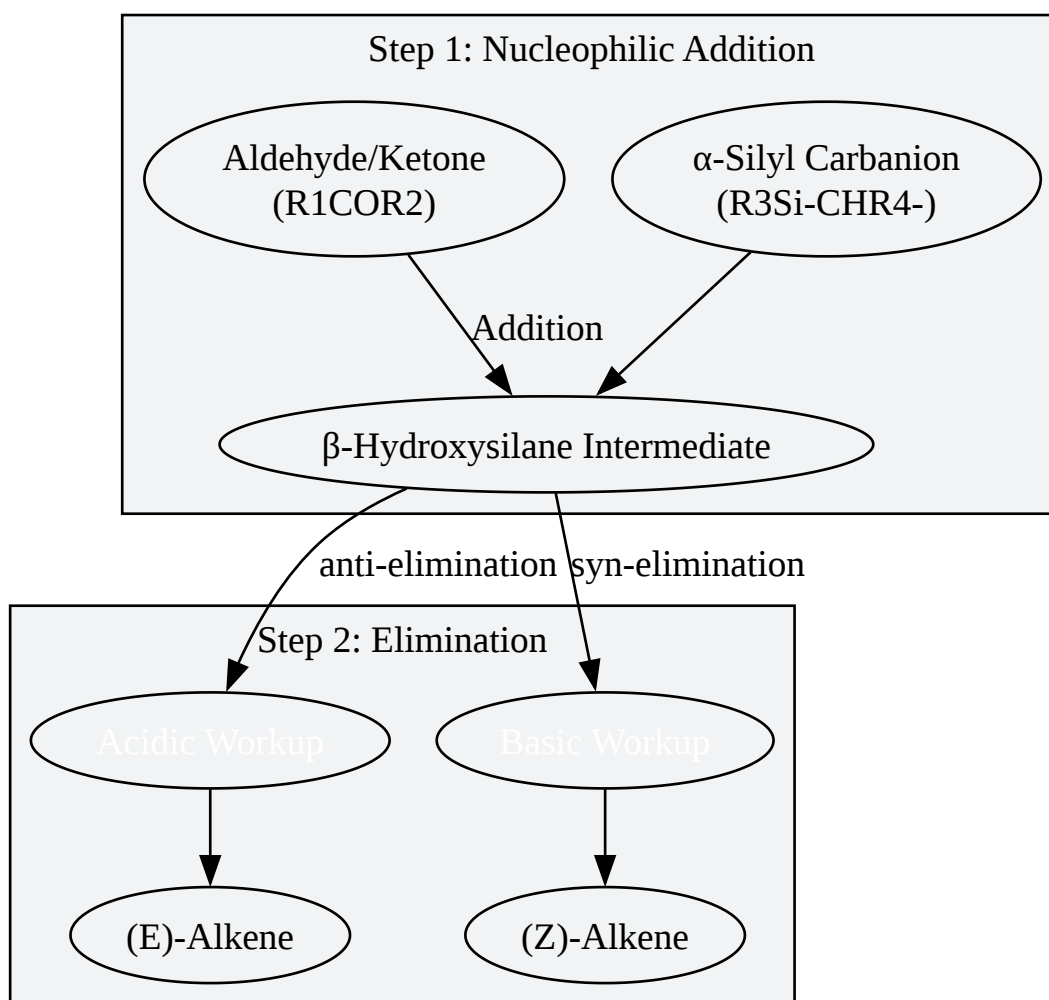 Step 1: Nucleophilic Addition
Aldehyde/Ketone
(R1COR2)
α-Silyl Carbanion
(R3Si-CHR4-)
Addition
β-Hydroxysilane Intermediate
anti-elimination
syn-elimination
Step 2: Elimination
Acidic Workup
Basic Workup
(E)-Alkene
(Z)-Alkene